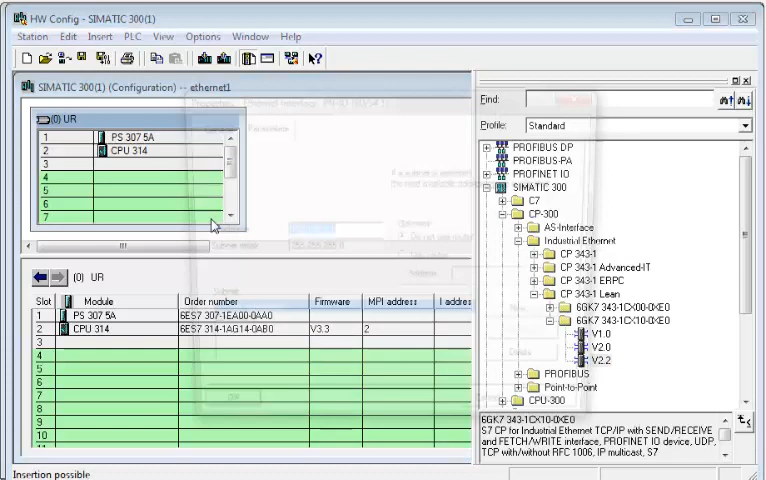 HW Config - SIMATIC 300(1)
Station Edit Insert PLC View Options Window Help
SIMATIC 300(1) (Configuration) -- ethernet1
(0) UR
1 PS 307 5A
2 CPU 314
3
4
5
6
7
Find:
Profile: Standard
PROFIBUS DP
PROFIBUS-PA
PROFINET IO
SIMATIC 300
C7
CP-300
AS-Interface
Industrial Ethernet
CP 343-1
CP 343-1 Advanced-IT
CP 343-1 ERPC
CP 343-1 Lean
6GK7 343-1CX00-0XE0
6GK7 343-1CX10-0XE0
V1.0
V2.0
V2.2
PROFIBUS
Point-to-Point
CPU-300
(0) UR
Slot Module Order number Firmware MPI address I addres
1 PS 307 5A 6ES7 307-1EA00-0AA0
2 CPU 314 6ES7 314-1AG14-0AB0 V3.3 2
3
4
5
6
7
8
9
10
6GK7 343-1CX10-0XE0
S7 CP for Industrial Ethernet TCP/IP with SEND/RECEIVE
and FETCH/WRITE interface, PROFINET IO device, UDP,
TCP with/without RFC 1006, IP multicast, S7
Insertion possible